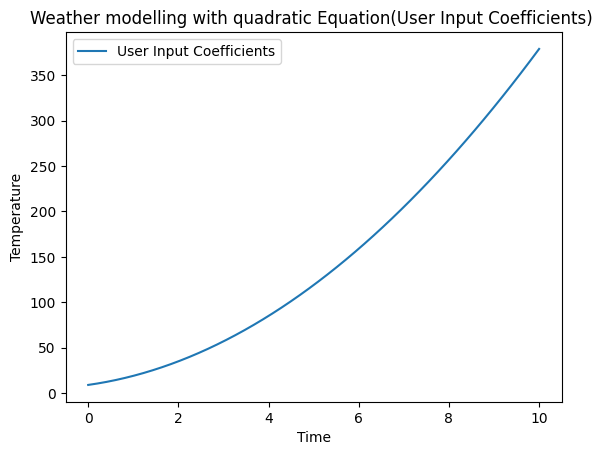 Weather modelling with quadratic Equation(User Input Coefficients)
User Input Coefficients
Temperature
350
300
250
200
150
100
50
0
0 2 4 6 8 10
Time